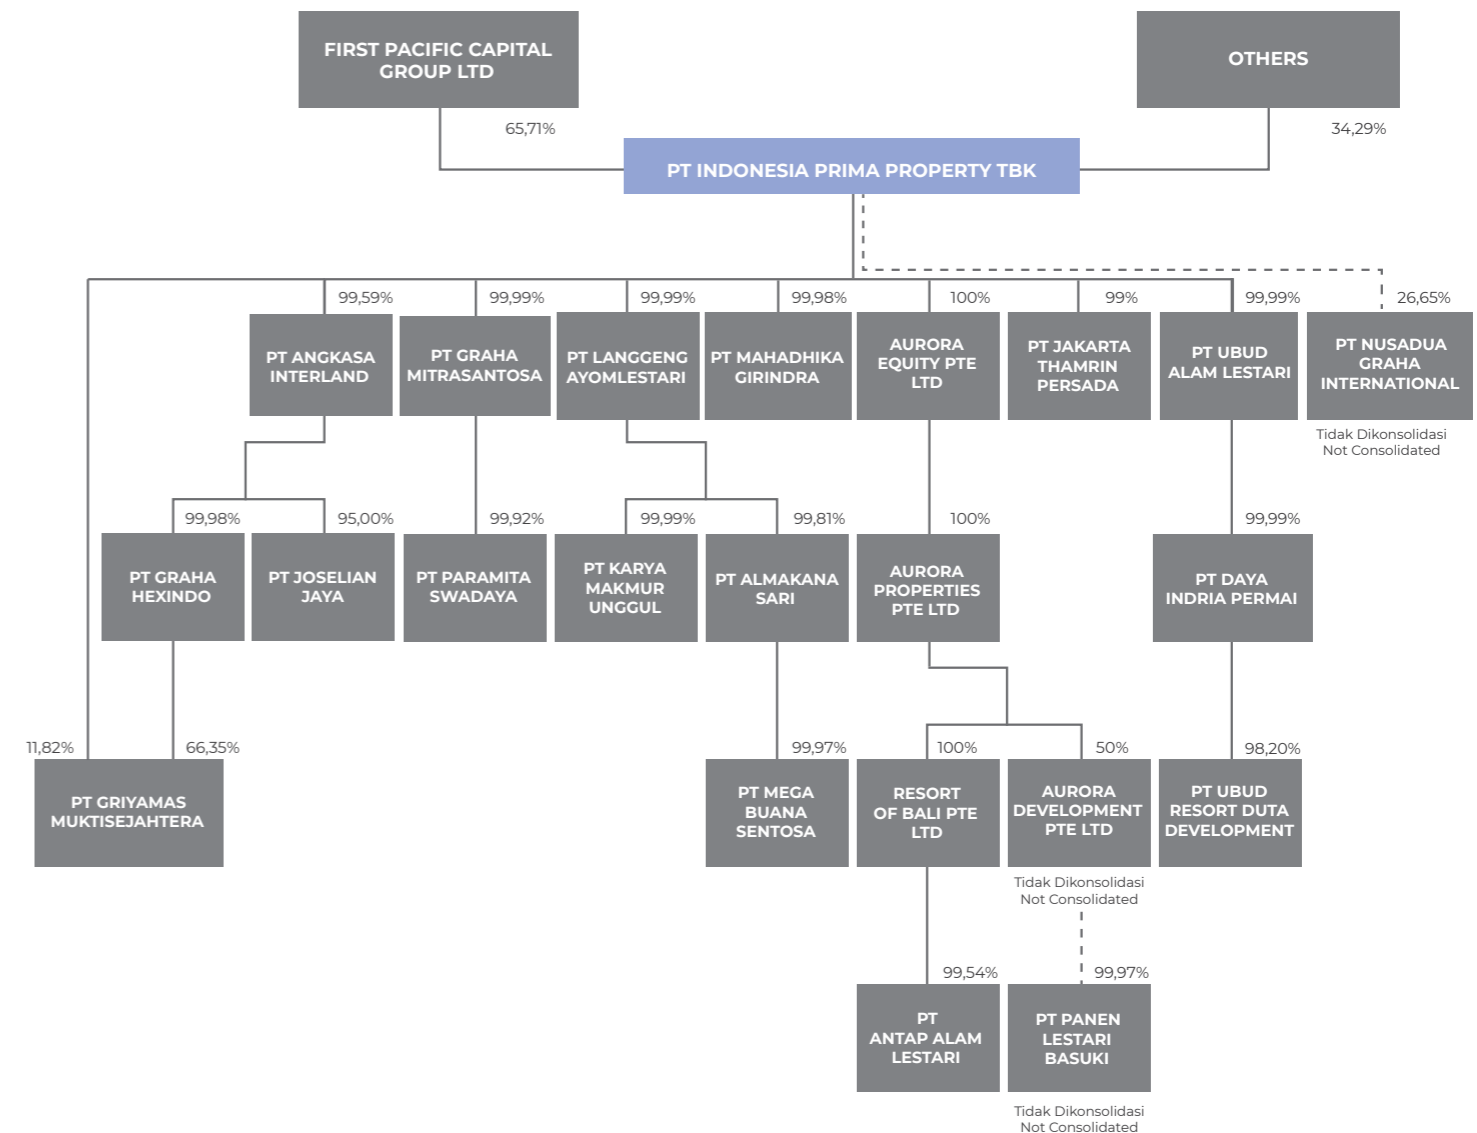 FIRST PACIFIC CAPITAL
GROUP LTD
OTHERS
65,71%
34,29%
PT INDONESIA PRIMA PROPERTY TBK
99,59%
99,99%
99,99%
99,98%
100%
99%
99,99%
26,65%
PT ANGKASA
INTERLAND
PT GRAHA
MITRASANTOSA
PT LANGGENG
AYOMLESTARI
PT MAHADHIKA
GIRINDRA
AURORA
EQUITY PTE
LTD
PT JAKARTA
THAMRIN
PERSADA
PT UBUD
ALAM LESTARI
PT NUSADUA
GRAHA
INTERNATIONAL
Tidak Dikonsolidasi
Not Consolidated
99,98%
95,00%
99,92%
99,99%
99,81%
100%
99,99%
PT GRAHA
HEXINDO
PT JOSELIAN
JAYA
PT PARAMITA
SWADAYA
PT KARYA
MAKMUR
UNGGUL
PT ALMAKANA
SARI
AURORA
PROPERTIES
PTE LTD
PT DAYA
INDRIA PERMAI
11,82%
66,35%
99,97%
100%
50%
98,20%
PT GRIYAMAS
MUKTISEJAHTERA
PT MEGA
BUANA
SENTOSA
RESORT
OF BALI PTE
LTD
AURORA
DEVELOPMENT
PTE LTD
PT UBUD
RESORT DUTA
DEVELOPMENT
Tidak Dikonsolidasi
Not Consolidated
99,54%
99,97%
PT
ANTAP ALAM
LESTARI
PT PANEN
LESTARI
BASUKI
Tidak Dikonsolidasi
Not Consolidated